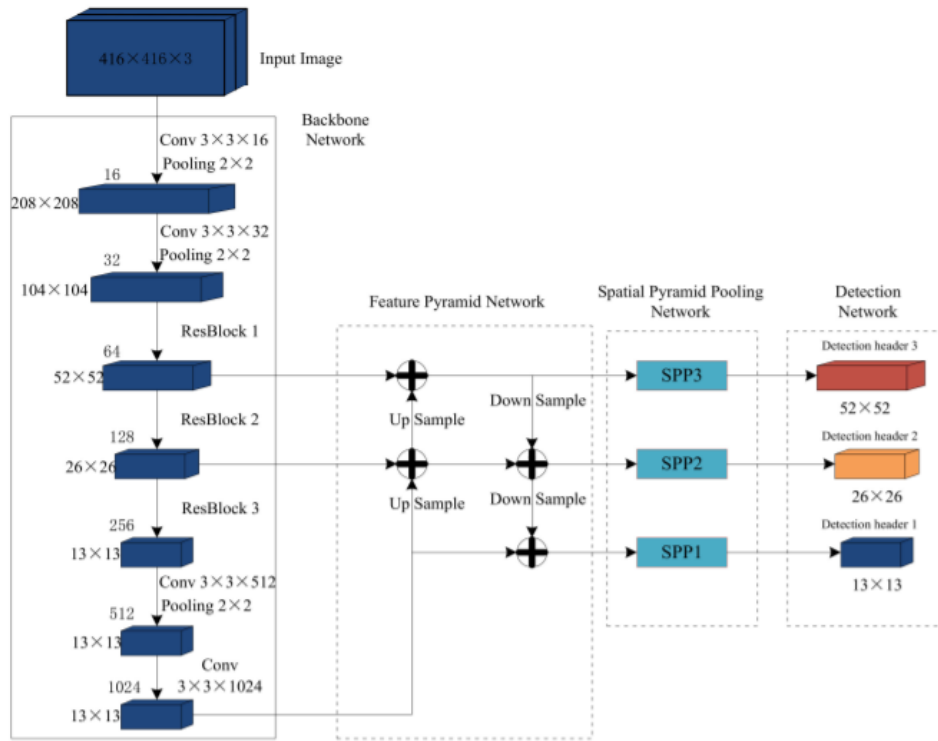 416×416×3
Input Image
Backbone
Network
Conv 3×3×16
Pooling 2×2
16
208×208
Conv 3×3×32
Pooling 2×2
32
104×104
ResBlock 1
64
52×52
ResBlock 2
128
26×26
ResBlock 3
256
13×13
Conv 3×3×512
Pooling 2×2
512
13×13
Conv
3×3×1024
1024
13×13
Feature Pyramid Network
Up Sample
Down Sample
Up Sample
Down Sample
Spatial Pyramid Pooling
Network
SPP3
SPP2
SPP1
Detection
Network
Detection header 3
52×52
Detection header 2
26×26
Detection header 1
13×13